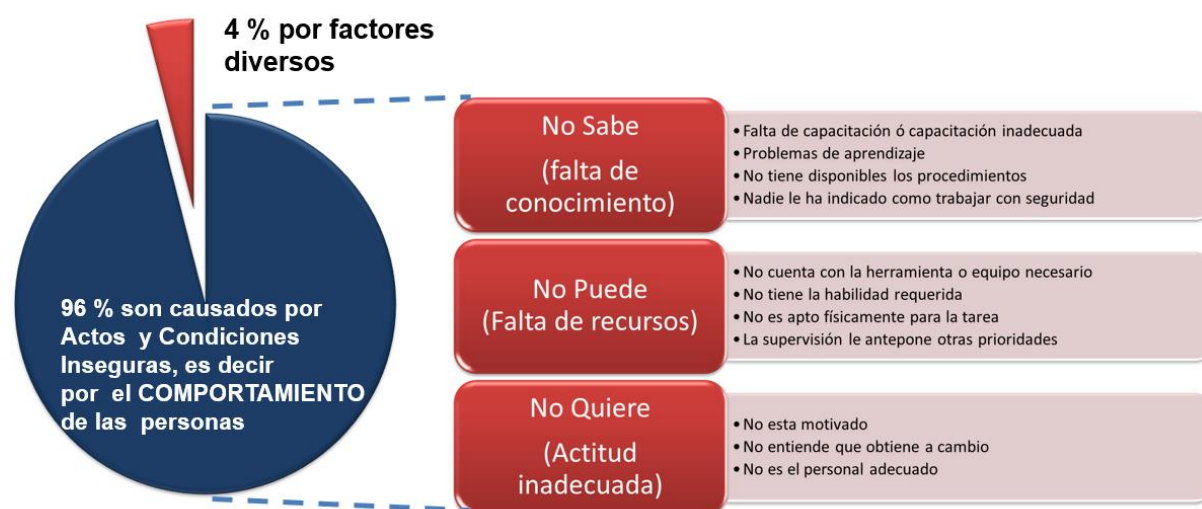 4 % por factores
diversos
96 % son causados por
Actos y Condiciones
Inseguras, es decir
por el COMPORTAMIENTO
de las personas
No Sabe
(falta de
conocimiento)
• Falta de capacitación ó capacitación inadecuada
• Problemas de aprendizaje
• No tiene disponibles los procedimientos
• Nadie le ha indicado como trabajar con seguridad
No Puede
(Falta de recursos)
• No cuenta con la herramienta o equipo necesario
• No tiene la habilidad requerida
• No es apto físicamente para la tarea
• La supervisión le antepone otras prioridades
No Quiere
(Actitud
inadecuada)
• No esta motivado
• No entiende que obtiene a cambio
• No es el personal adecuado